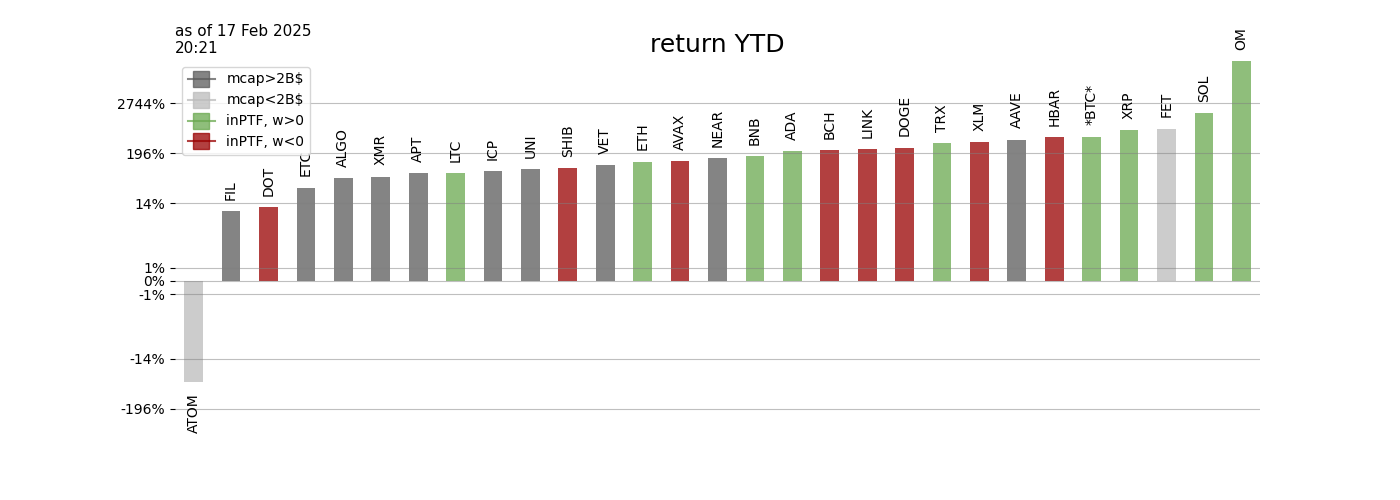 as of 17 Feb 2025
20:21
return YTD
mcap>2B$
mcap<2B$
inPTF, w>0
inPTF, w<0
2744%
196%
14%
1%
0%
-1%
-14%
-196%
ATOM
FIL
DOT
ETC
ALGO
XMR
APT
LTC
ICP
UNI
SHIB
VET
ETH
AVAX
NEAR
BNB
ADA
BCH
LINK
DOGE
TRX
XLM
AAVE
HBAR
*BTC*
XRP
FET
SOL
OM